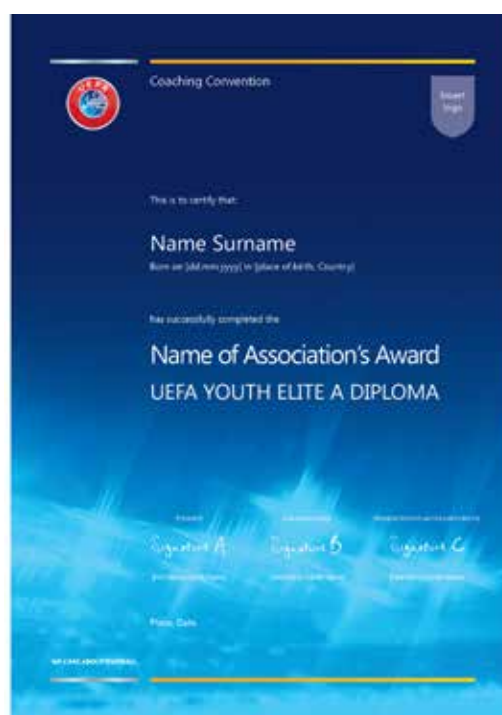 UEFA
Coaching Convention
Insert
logo
This is to certify that:
Name Surname
Born on [dd.mm.yyyy] in [place of birth, Country]
has successfully completed the
Name of Association's Award
UEFA YOUTH ELITE A DIPLOMA
Signature A Signature B Signature C
Place, Date
WE CARE ABOUT FOOTBALL